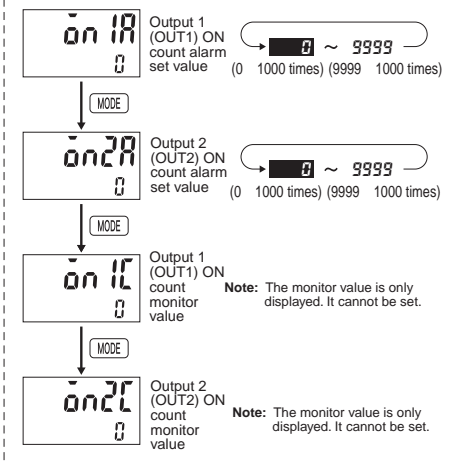 on 1A
0
Output 1
(OUT1) ON
count alarm
set value
0 ~ 9999
(0 1000 times) (9999 1000 times)
MODE
on2A
0
Output 2
(OUT2) ON
count alarm
set value
0 ~ 9999
(0 1000 times) (9999 1000 times)
MODE
on 1C
0
Output 1
(OUT1) ON
count
monitor
value
Note: The monitor value is only
displayed. It cannot be set.
MODE
on2C
0
Output 2
(OUT2) ON
count
monitor
value
Note: The monitor value is only
displayed. It cannot be set.